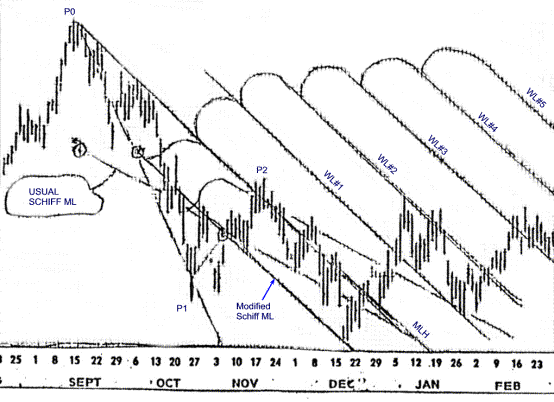 P0
WL#5
WL#4
WL#3
WL#2
WL#1
P2
USUAL
SCHIFF ML
P1
Modified
Schiff ML
MLH
8 15 22 29 6 13 20 27 3 10 17 24 1 8 15 22 29 5 12 19 26 2 9 16 23
SEPT OCT NOV DEC JAN FEB